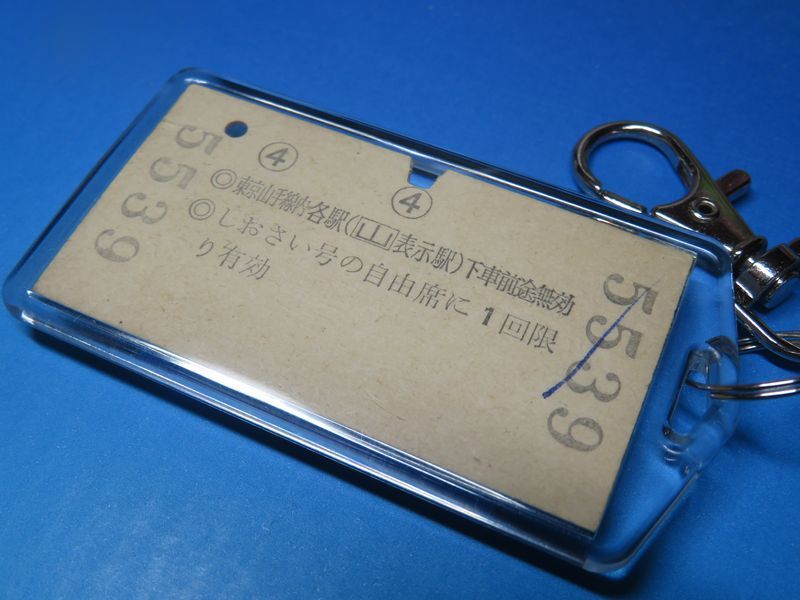 5539
④
④
◎東京山手線内各駅(山表示駅)下車前途無効
◎しおさい号の自由席に1回限
り有効
5539